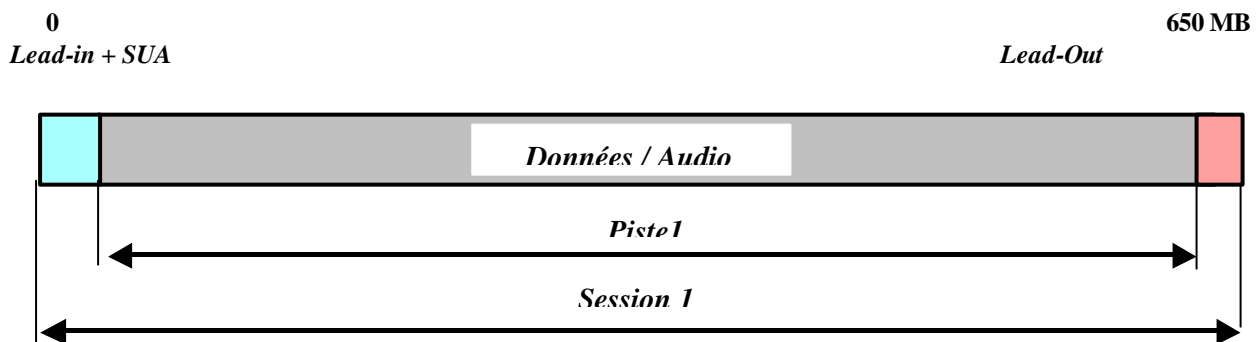 0 650 MB
Lead-in + SUA Lead-Out
Données / Audio
Piste1
Session 1